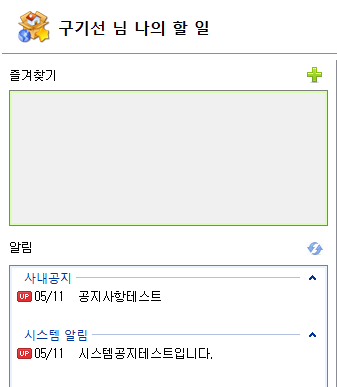 구기선 님 나의 할 일
즐겨찾기
알림
사내공지
UP 05/11 공지사항테스트
시스템 알림
UP 05/11 시스템공지테스트입니다.